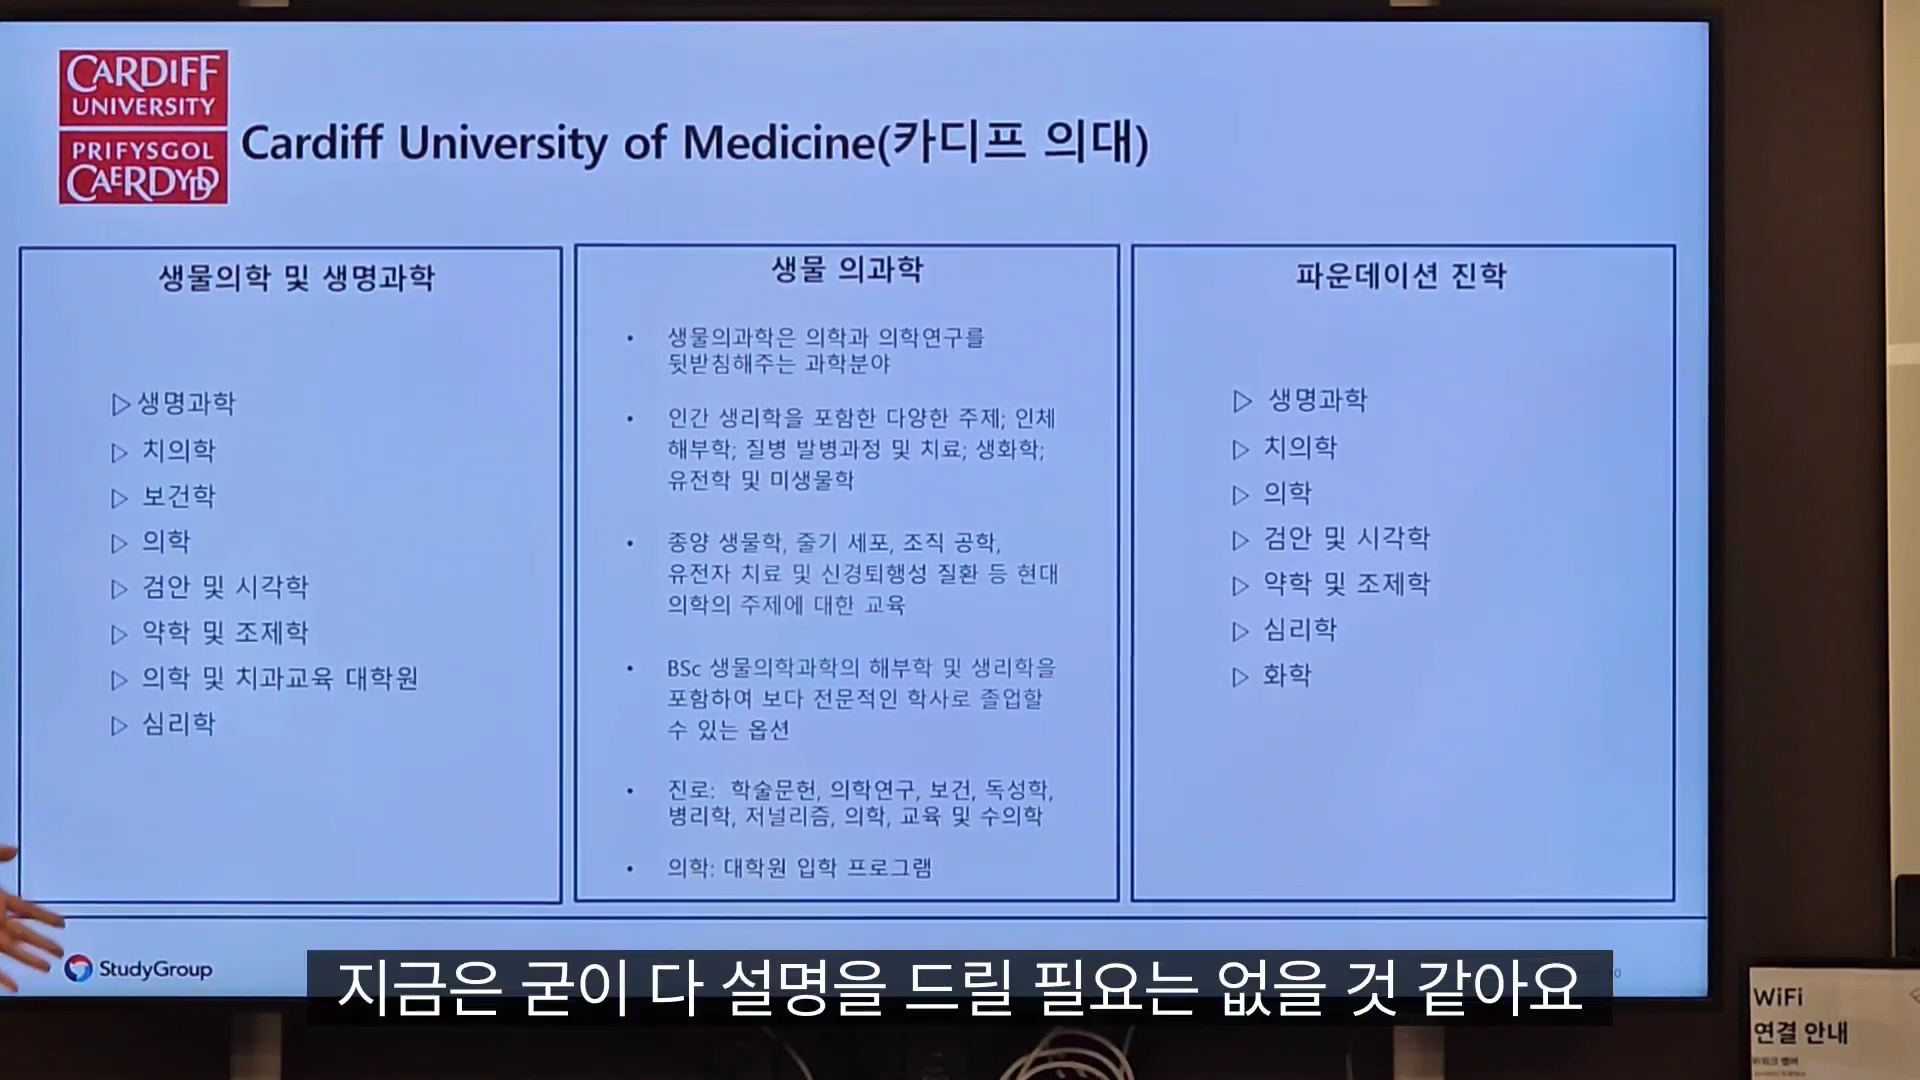 CARDIFF
UNIVERSITY
PRIFYSGOL
CAERDYDD
Cardiff University of Medicine(카디프 의대)
생물의학 및 생명과학
▷생명과학
▷ 치의학
▷ 보건학
▷ 의학
▷ 검안 및 시각학
▷ 약학 및 조제학
▷ 의학 및 치과교육 대학원
▷ 심리학
생물 의과학
• 생물의과학은 의학과 의학연구를
뒷받침해주는 과학분야
• 인간 생리학을 포함한 다양한 주제; 인체
해부학; 질병 발병과정 및 치료; 생화학;
유전학 및 미생물학
• 종양 생물학, 줄기 세포, 조직 공학,
유전자 치료 및 신경퇴행성 질환 등 현대
의학의 주제에 대한 교육
• BSc 생물의학과학의 해부학 및 생리학을
포함하여 보다 전문적인 학사로 졸업할
수 있는 옵션
• 진로: 학술문헌, 의학연구, 보건, 독성학,
병리학, 저널리즘, 의학, 교육 및 수의학
• 의학: 대학원 입학 프로그램
파운데이션 진학
▷ 생명과학
▷ 치의학
▷ 의학
▷ 검안 및 시각학
▷ 약학 및 조제학
▷ 심리학
▷ 화학
StudyGroup
지금은 굳이 다 설명을 드릴 필요는 없을 것 같아요
WiFi
연결 안내